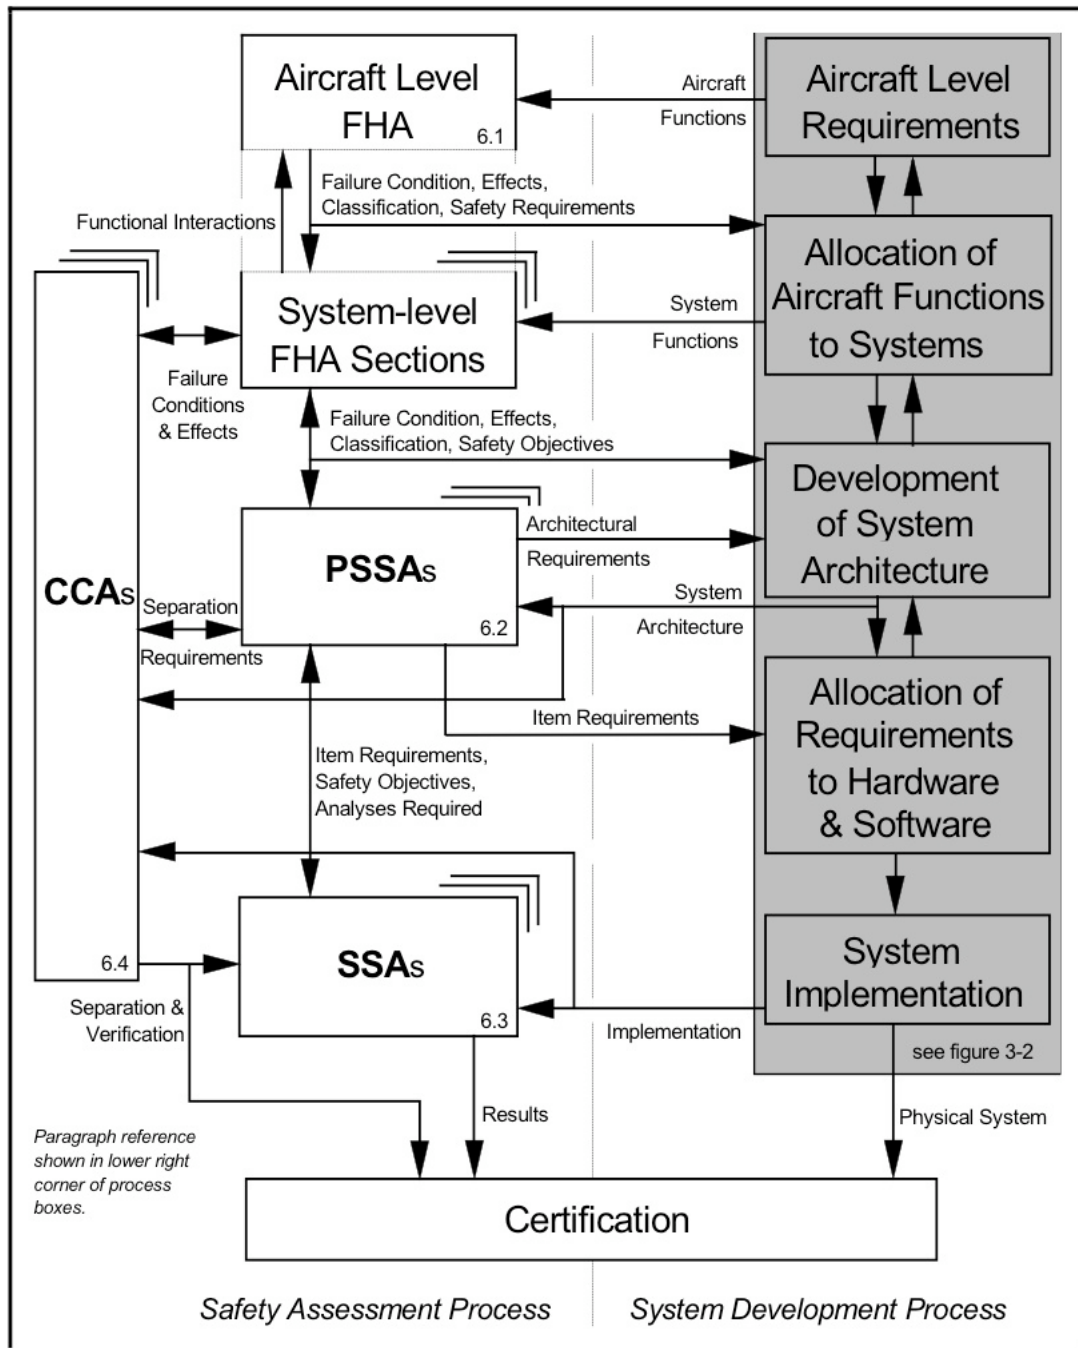 Aircraft Level
FHA
6.1
Aircraft
Functions
Aircraft Level
Requirements
Failure Condition, Effects,
Classification, Safety Requirements
Functional Interactions
Allocation of
Aircraft Functions
to Systems
System-level
FHA Sections
System
Functions
Failure
Conditions
& Effects
Failure Condition, Effects,
Classification, Safety Objectives
Development
of System
Architecture
CCAs
6.4
PSSAs
6.2
Architectural
Requirements
System
Architecture
Separation
Requirements
Item Requirements
Allocation of
Requirements
to Hardware
& Software
Item Requirements,
Safety Objectives,
Analyses Required
SSAs
6.3
System
Implementation
Implementation
see figure 3-2
Separation &
Verification
Results
Physical System
Paragraph reference
shown in lower right
corner of process
boxes.
Certification
Safety Assessment Process
System Development Process